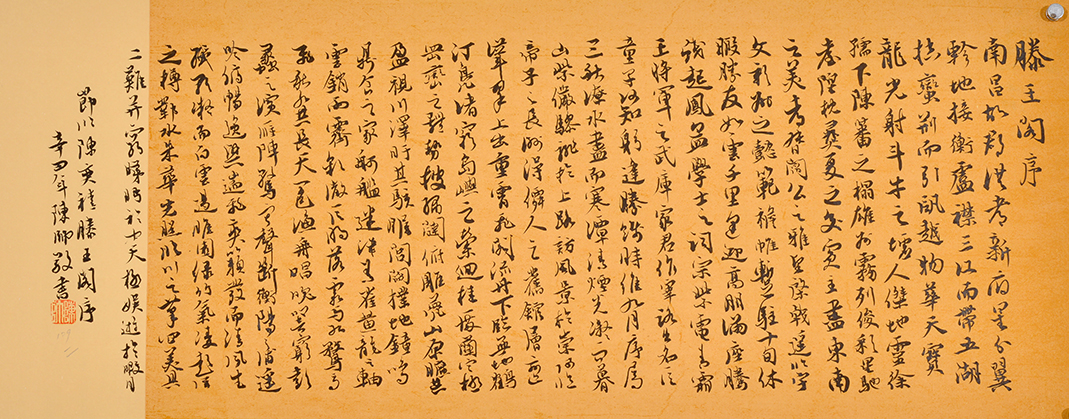 滕王閣序
南昌故郡洪都新府星分翼
軫地接衡廬襟三江而帶五湖
控蠻荊而引甌越物華天寶
龍光射斗牛之墟人傑地靈徐
孺下陳蕃之榻雄州霧列俊彩星馳
臺隍枕夷夏之交賓主盡東南
之美都督閻公之雅望棨戟遙臨宇
文新州之懿範襜帷暫駐十旬休
暇勝友如雲千里逢迎高朋滿座騰
蛟起鳳孟學士之詞宗紫電青霜
王將軍之武庫家君作宰路出名區
童子何知躬逢勝餞時維九月序屬
三秋潦水盡而寒潭清煙光凝而暮
山紫儼驂騑於上路訪風景於崇阿臨
帝子之長洲得僊人之舊館層巒
聳翠上出重霄飛閣流丹下臨無地鶴
汀鳧渚窮島嶼之縈迴桂殿蘭宮極
岡巒之體勢披繡闥俯雕甍山原曠其
盈視川澤盱其駭矚閭閻撲地鐘鳴
鼎食之家舸艦迷津青雀黃龍之軸
雲銷雨霽彩徹區明落霞與孤鶩齊
飛秋水共長天一色漁舟唱晚響窮彭
蠡之濱雁陣驚寒聲斷衡陽之浦遙
吟俯暢逸興遄飛爽籟發而清風生
纖歌凝而白雲遏睢園綠竹氣凌彭澤
之樽鄴水朱華光照臨川之筆四美具
二難并窮睇眄於中天極娛遊於暇日
節臨陳奕禧滕王閣序
辛丑年陳師敬書